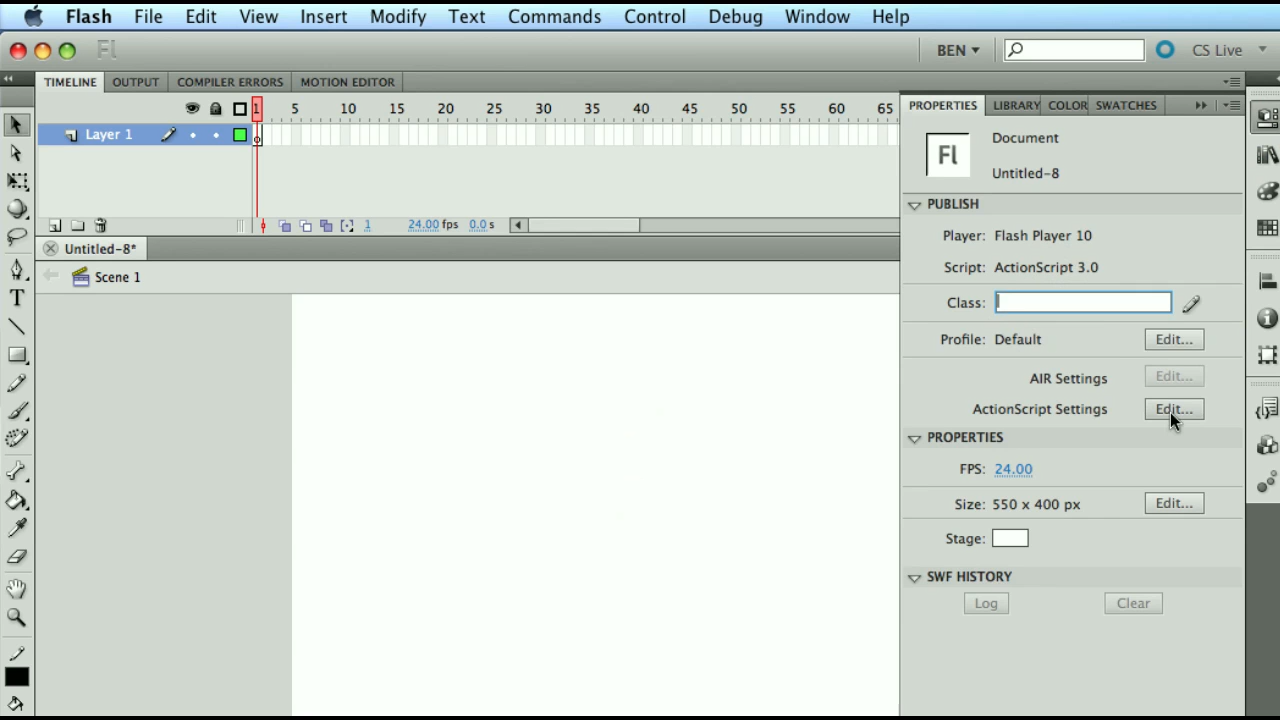 Flash File Edit View Insert Modify Text Commands Control Debug Window Help
Fl BEN CS Live
TIMELINE OUTPUT COMPILER ERRORS MOTION EDITOR
1 5 10 15 20 25 30 35 40 45 50 55 60 65
Layer 1
1 24.00 fps 0.0 s
Untitled-8*
Scene 1
PROPERTIES LIBRARY COLOR SWATCHES
Fl
Document
Untitled-8
PUBLISH
Player: Flash Player 10
Script: ActionScript 3.0
Class:
Profile: Default Edit...
AIR Settings Edit...
ActionScript Settings Edit...
PROPERTIES
FPS: 24.00
Size: 550 x 400 px Edit...
Stage:
SWF HISTORY
Log Clear